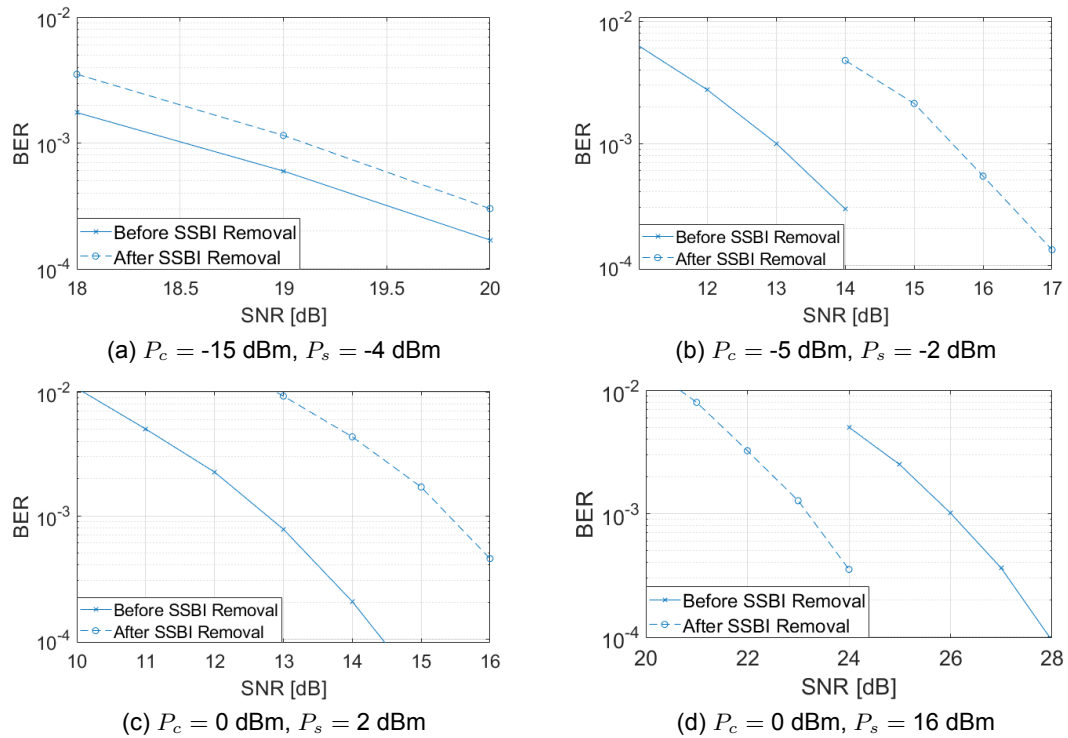 10^-2
10^-3
10^-4
BER
Before SSBI Removal
After SSBI Removal
18 18.5 19 19.5 20
SNR [dB]
(a) P_c = -15 dBm, P_s = -4 dBm
10^-2
10^-3
10^-4
BER
Before SSBI Removal
After SSBI Removal
12 13 14 15 16 17
SNR [dB]
(b) P_c = -5 dBm, P_s = -2 dBm
10^-2
10^-3
10^-4
BER
Before SSBI Removal
After SSBI Removal
10 11 12 13 14 15 16
SNR [dB]
(c) P_c = 0 dBm, P_s = 2 dBm
10^-2
10^-3
10^-4
BER
Before SSBI Removal
After SSBI Removal
20 22 24 26 28
SNR [dB]
(d) P_c = 0 dBm, P_s = 16 dBm